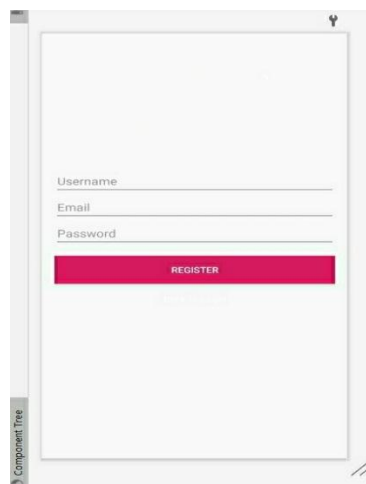 Username
Email
Password
REGISTER
Component Tree